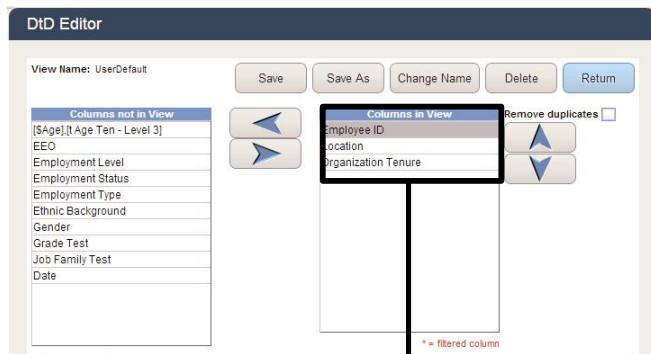 DtD Editor
View Name: UserDefault
Save
Save As
Change Name
Delete
Return
Columns not in View
[$Age].[t Age Ten - Level 3]
EEO
Employment Level
Employment Status
Employment Type
Ethnic Background
Gender
Grade Test
Job Family Test
Date
Columns in View
Employee ID
Location
Organization Tenure
Remove duplicates
* = filtered column